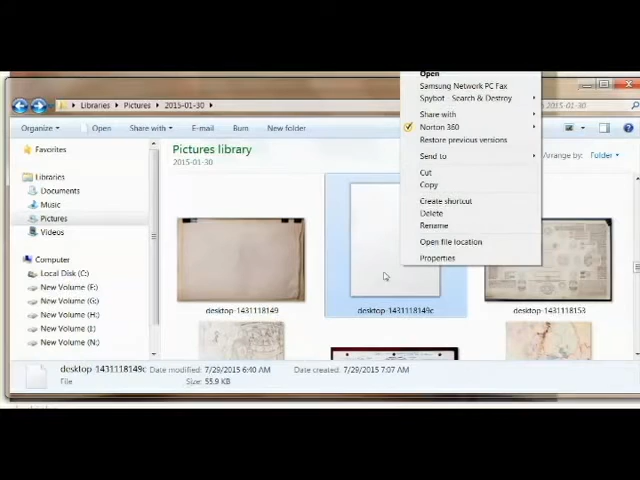 Open
Samsung Network PC Fax
Spybot - Search & Destroy
Share with
Norton 360
Restore previous versions
Send to
Cut
Copy
Create shortcut
Delete
Rename
Open file location
Properties
Libraries Pictures 2015-01-30
2015-01-30
Organize Open Share with E-mail Burn New folder
Favorites
Libraries
Documents
Music
Pictures
Videos
Computer
Local Disk (C:)
New Volume (F:)
New Volume (G:)
New Volume (H:)
New Volume (I:)
New Volume (N:)
Pictures library
2015-01-30
Arrange by: Folder
desktop-1431118149
desktop-1431118149c
desktop-1431118153
desktop-1431118149c Date modified: 7/29/2015 6:40 AM Date created: 7/29/2015 7:07 AM
File Size: 55.9 KB